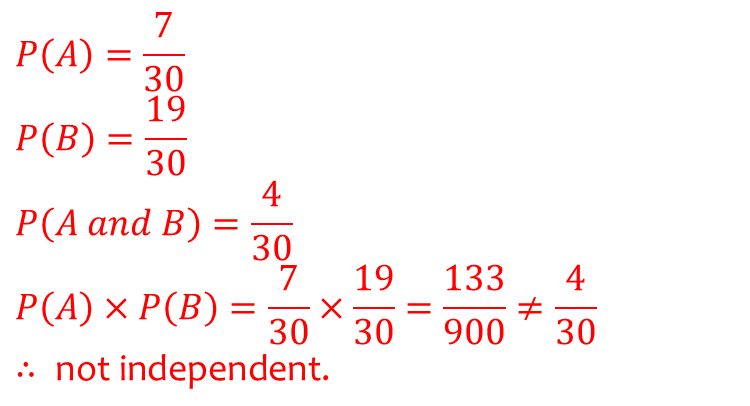 P(A) = 7/30
P(B) = 19/30
P(A and B) = 4/30
P(A) × P(B) = 7/30 × 19/30 = 133/900 ≠ 4/30
∴ not independent.